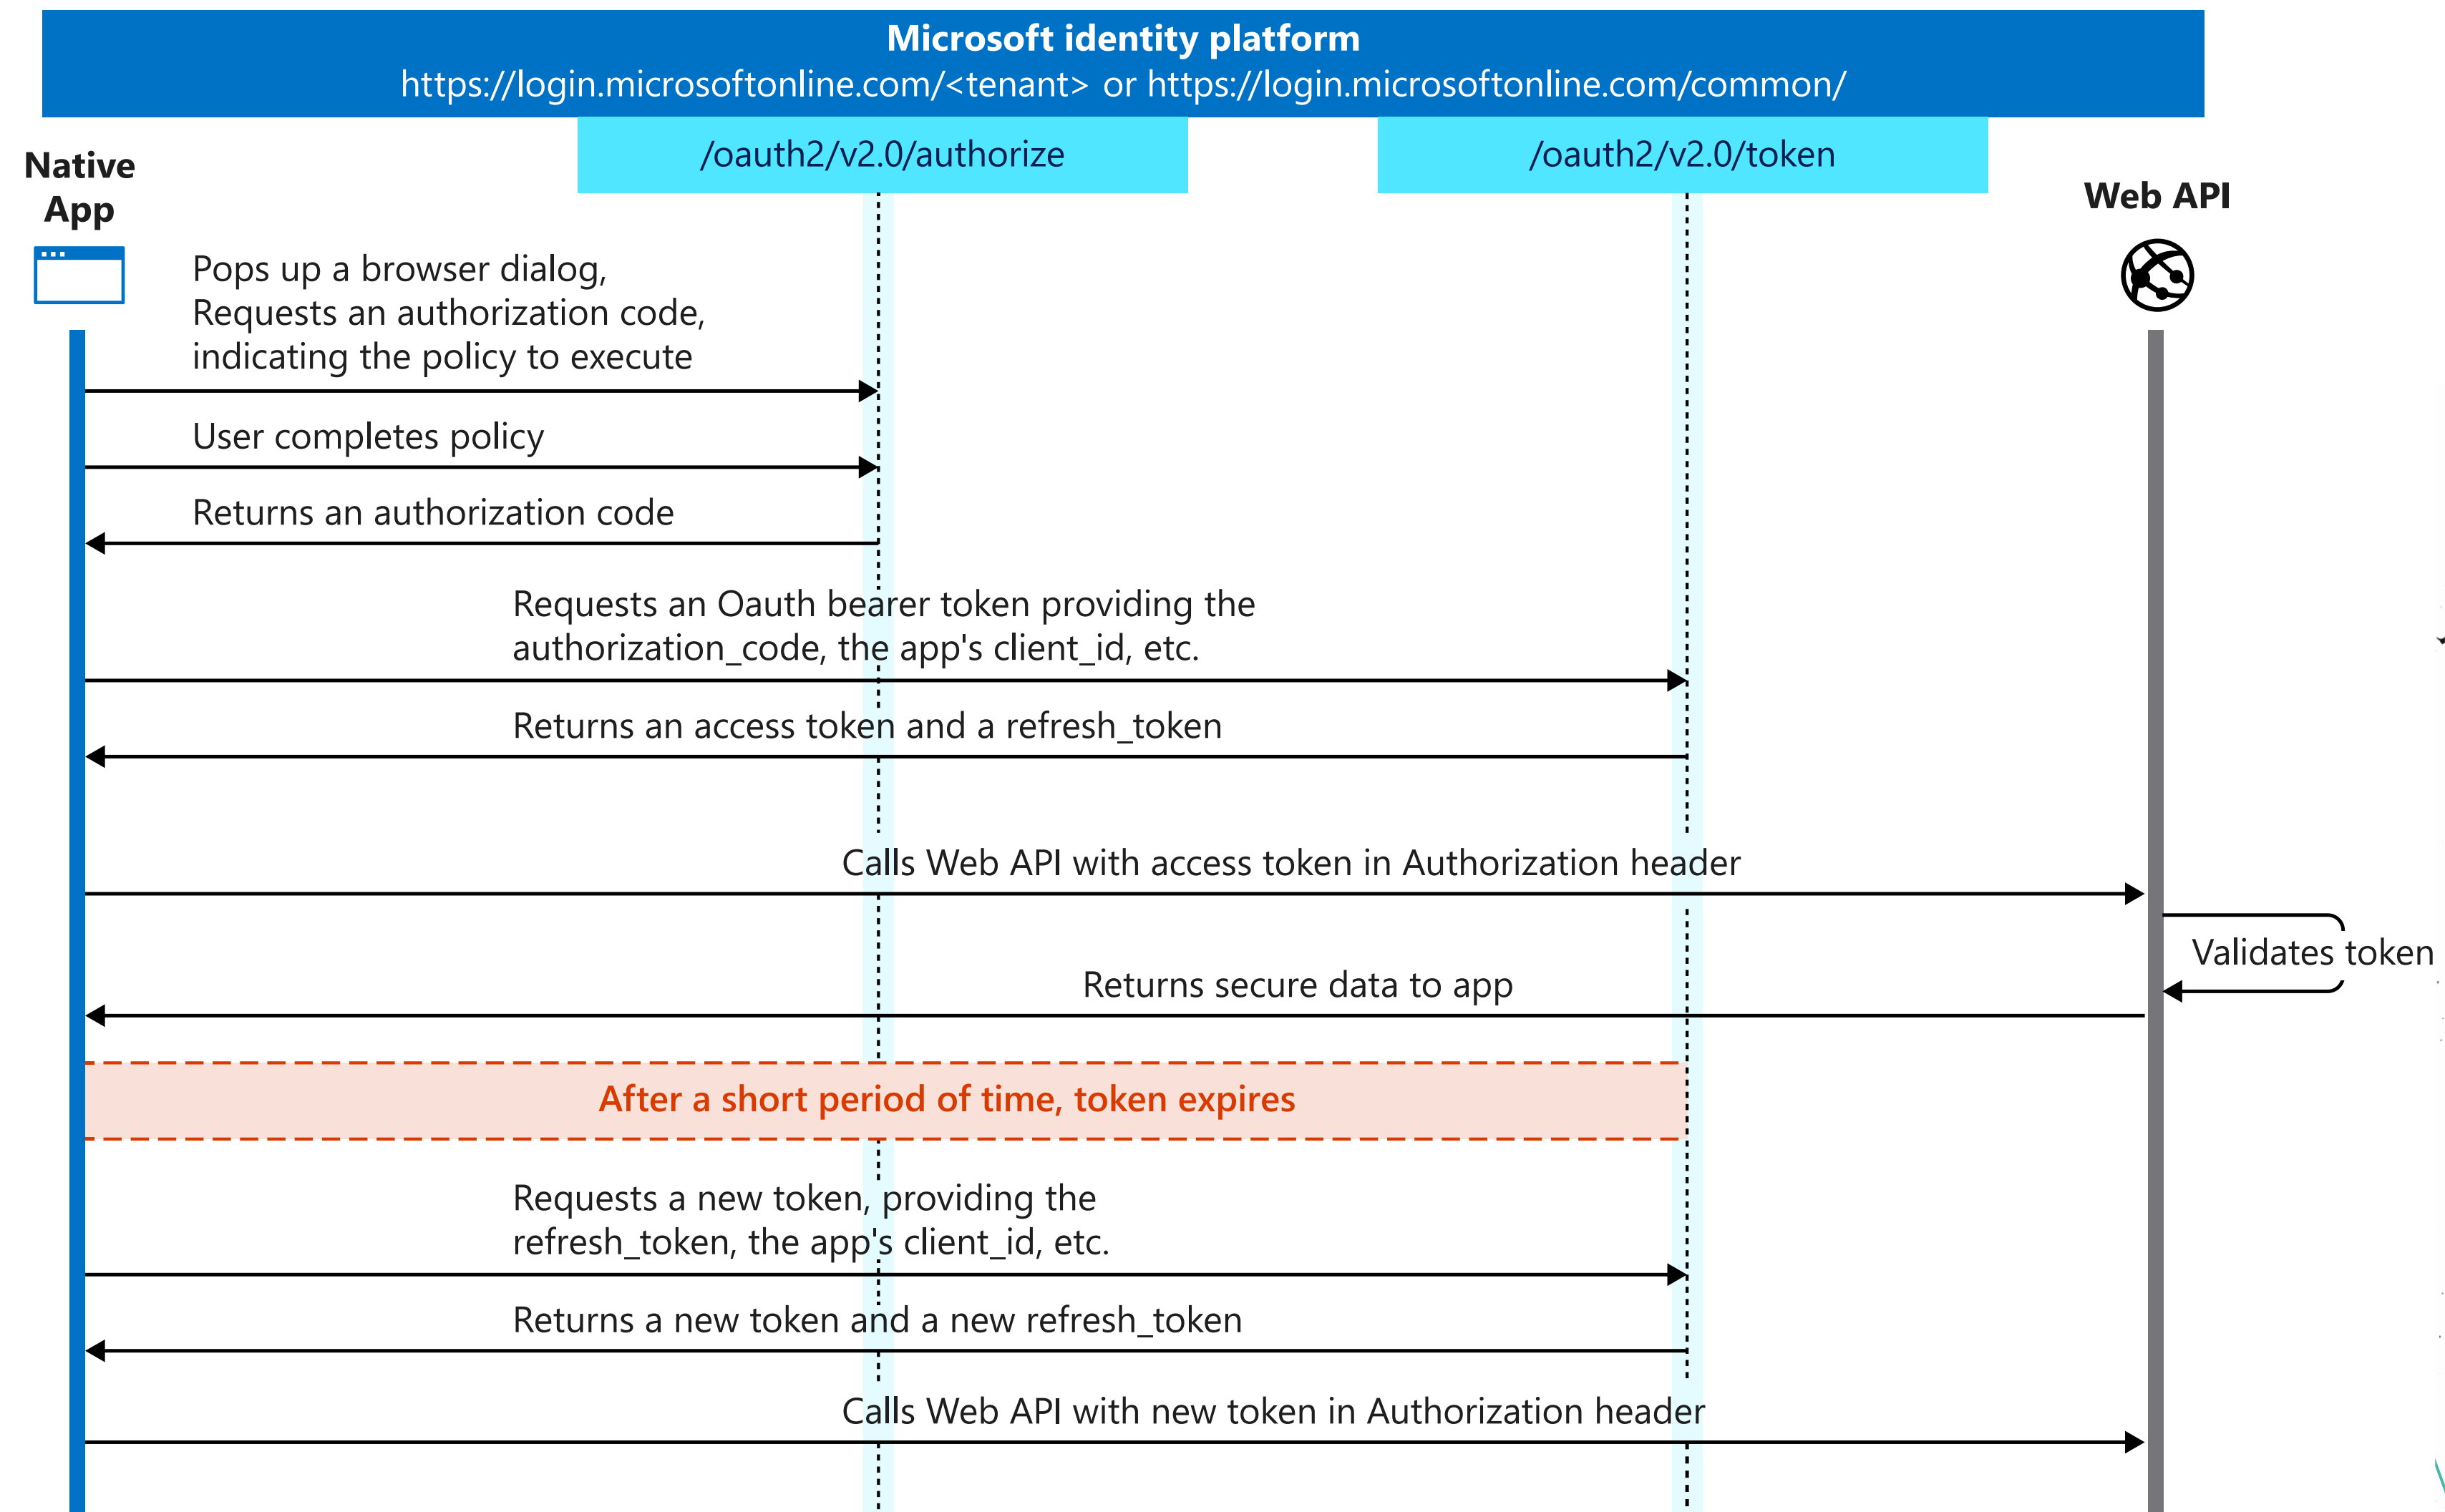 Microsoft identity platform
https://login.microsoftonline.com/<tenant> or https://login.microsoftonline.com/common/
/oauth2/v2.0/authorize
/oauth2/v2.0/token
Native
App
Web API
Pops up a browser dialog,
Requests an authorization code,
indicating the policy to execute
User completes policy
Returns an authorization code
Requests an Oauth bearer token providing the
authorization_code, the app's client_id, etc.
Returns an access token and a refresh_token
Calls Web API with access token in Authorization header
Validates token
Returns secure data to app
After a short period of time, token expires
Requests a new token, providing the
refresh_token, the app's client_id, etc.
Returns a new token and a new refresh_token
Calls Web API with new token in Authorization header